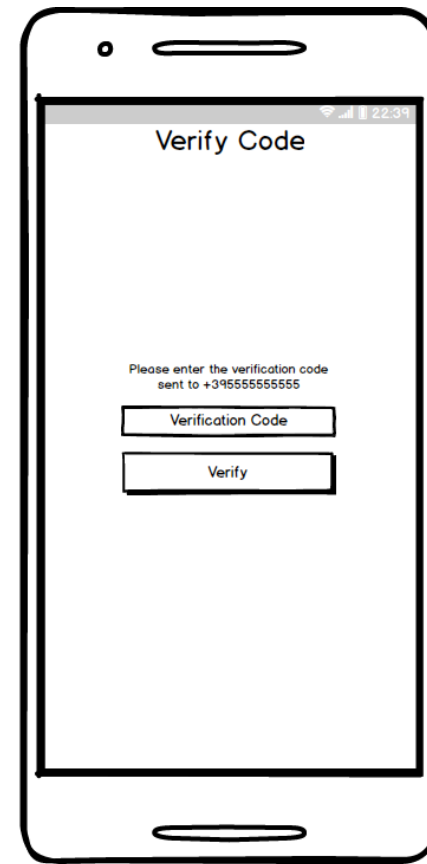 22:39
Verify Code
Please enter the verification code
sent to +395555555555
Verification Code
Verify